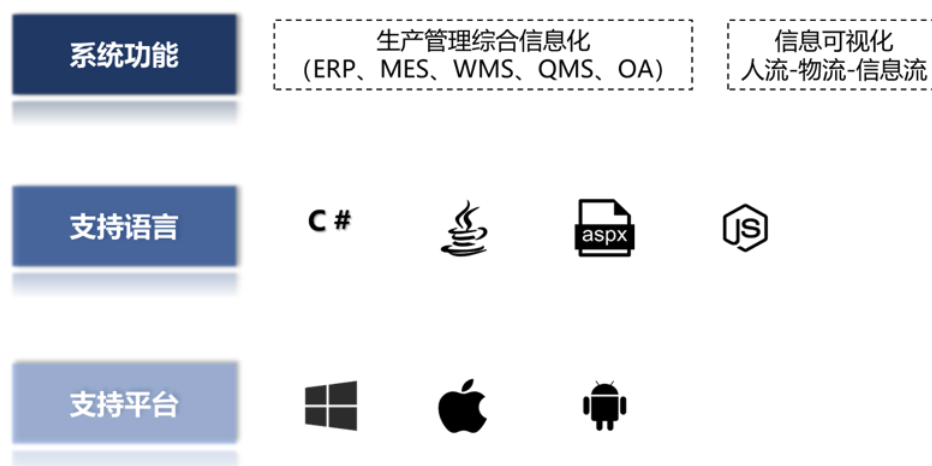 系统功能
生产管理综合信息化
（ERP、MES、WMS、QMS、OA）
信息可视化
人流-物流-信息流
支持语言
C #
aspx
JS
支持平台